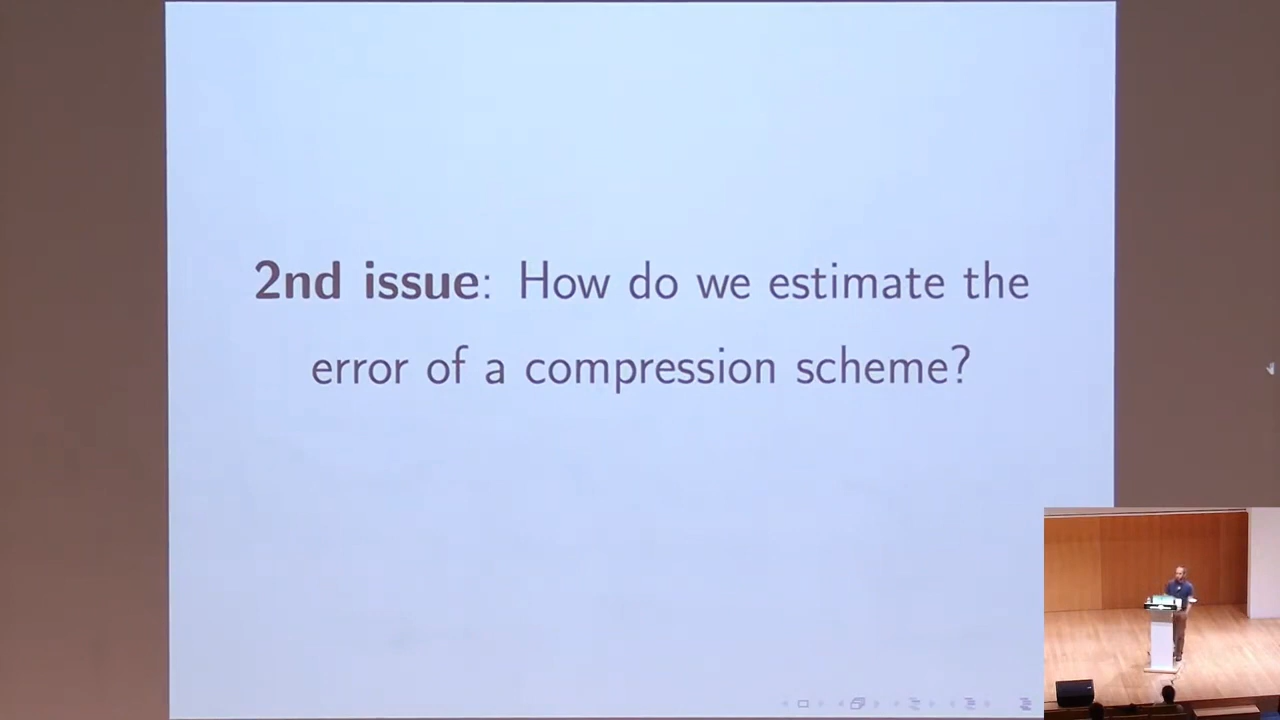 2nd issue: How do we estimate the
error of a compression scheme?